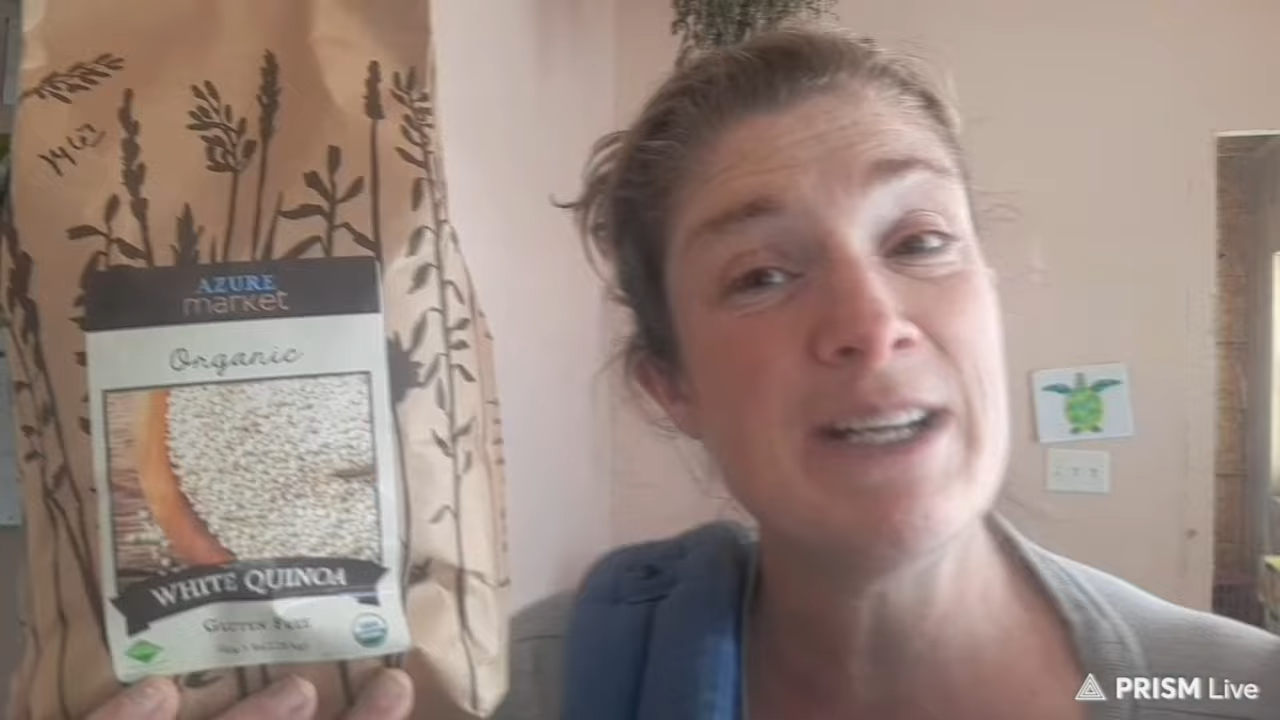 AZURE
market
Organic
WHITE QUINOA
GLUTEN FREE
PRISM Live